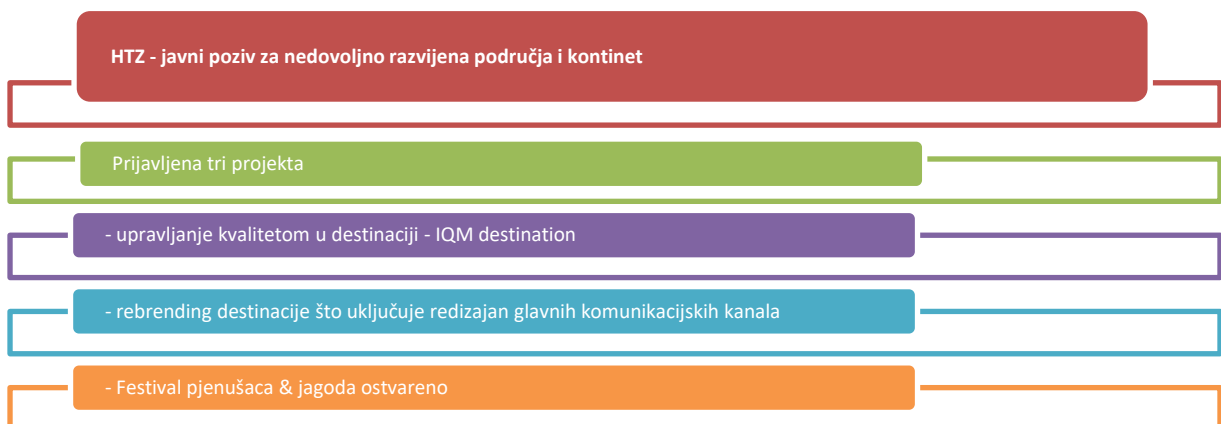 HTZ - javni poziv za nedovoljno razvijena područja i kontinet
Prijavljena tri projekta
- upravljanje kvalitetom u destinaciji - IQM destination
- rebrending destinacije što uključuje redizajan glavnih komunikacijskih kanala
- Festival pjenušaca & jagoda ostvareno